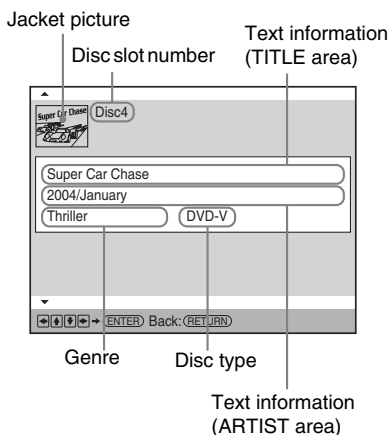 Jacket picture
Disc slot number
Text information
(TITLE area)
Super Car Chase
Disc4
Super Car Chase
2004/January
Thriller
DVD-V
ENTER Back: RETURN
Genre
Disc type
Text information
(ARTIST area)